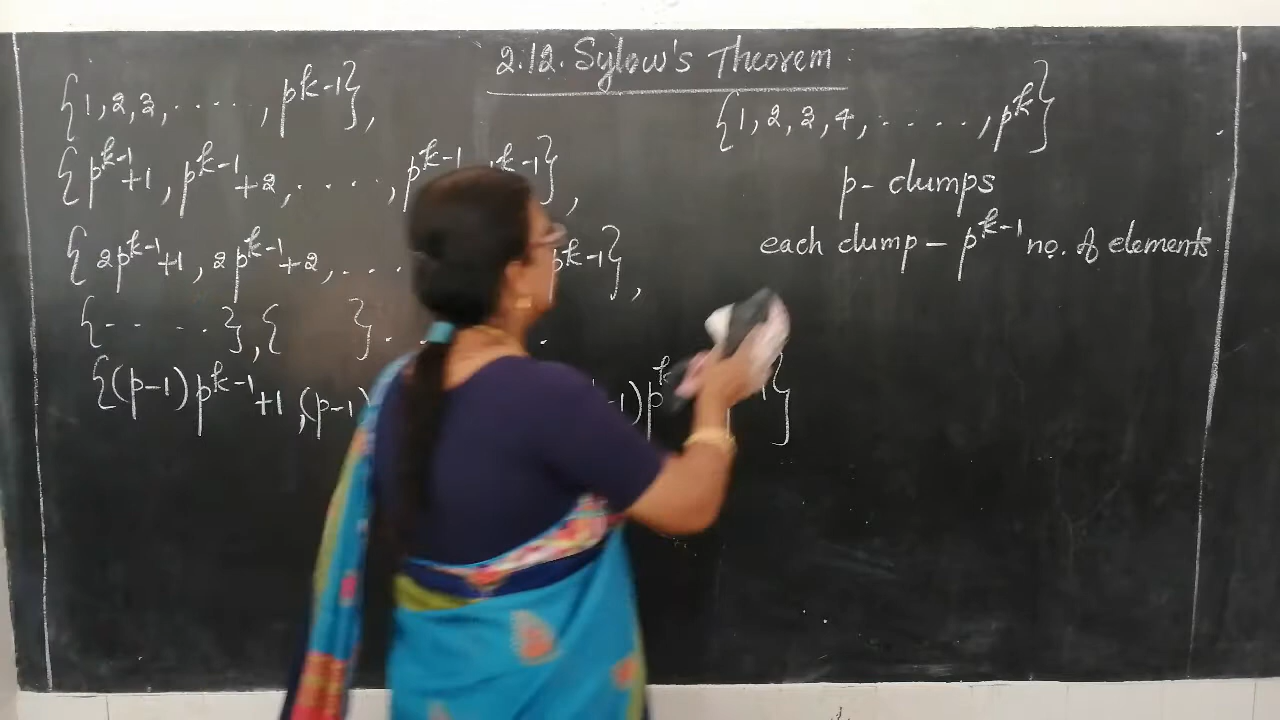 2.12. Sylow's Theorem
{1, 2, 3, ....., p^{k-1}},
{p^{k-1}+1, p^{k-1}+2, ...., p^{k-1} p^{k-1}},
{2p^{k-1}+1, 2p^{k-1}+2, ... p^{k-1}},
{-- ...}, { }. .
{(p-1)p^{k-1}+1, (p-1) -1)p^k }
{1, 2, 3, 4, ....., p^k}
p- clumps
each clump - p^{k-1} no. of elements